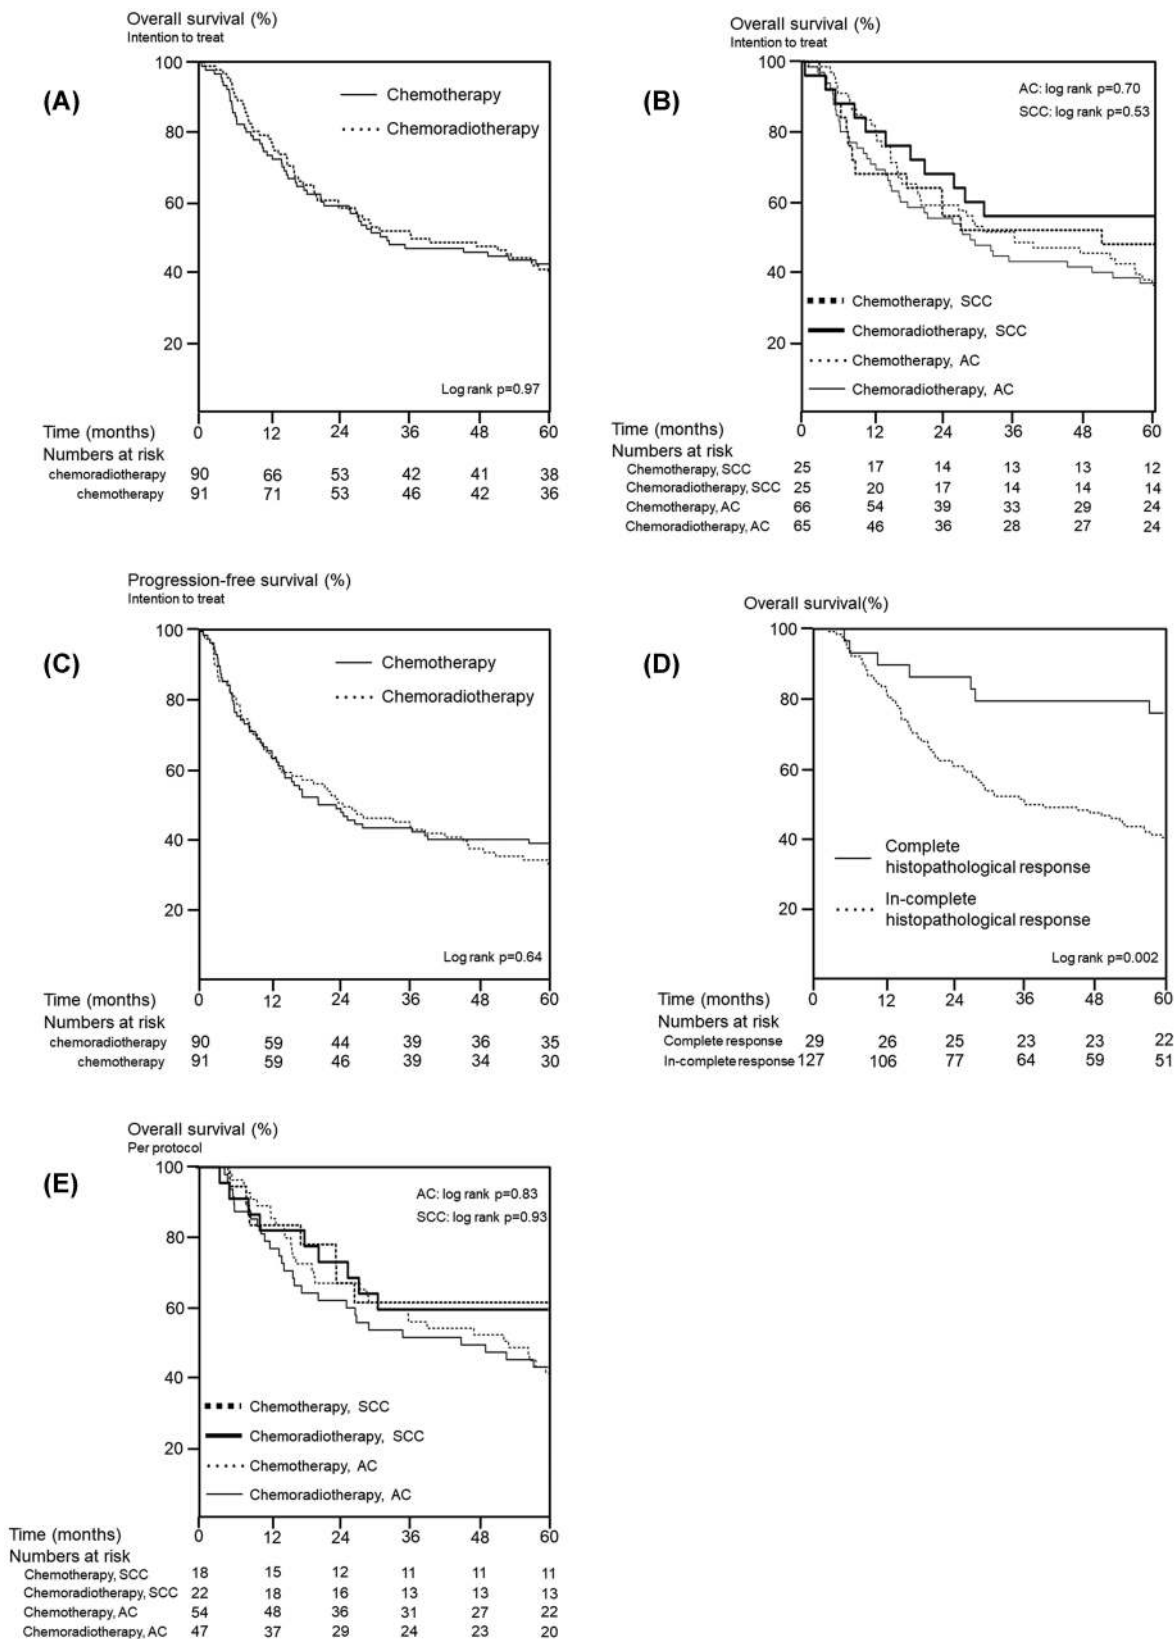 Overall survival (%)
Intention to treat
(A)
100
80
60
40
20
Chemotherapy
Chemoradiotherapy
Log rank p=0.97
0 12 24 36 48 60
Time (months)
Numbers at risk
chemoradiotherapy 90 66 53 42 41 38
chemotherapy 91 71 53 46 42 36
Overall survival (%)
Intention to treat
(B)
100
80
60
40
20
AC: log rank p=0.70
SCC: log rank p=0.53
Chemotherapy, SCC
Chemoradiotherapy, SCC
Chemotherapy, AC
Chemoradiotherapy, AC
0 12 24 36 48 60
Time (months)
Numbers at risk
Chemotherapy, SCC 25 17 14 13 13 12
Chemoradiotherapy, SCC 25 20 17 14 14 14
Chemotherapy, AC 66 54 39 33 29 24
Chemoradiotherapy, AC 65 46 36 28 27 24
Progression-free survival (%)
Intention to treat
(C)
100
80
60
40
20
Chemotherapy
Chemoradiotherapy
Log rank p=0.64
Time (months) 0 12 24 36 48 60
Numbers at risk
chemoradiotherapy 90 59 44 39 36 35
chemotherapy 91 59 46 39 34 30
Overall survival(%)
(D)
100
80
60
40
20
Complete
histopathological response
In-complete
histopathological response
Log rank p=0.002
Time (months) 0 12 24 36 48 60
Numbers at risk
Complete response 29 26 25 23 23 22
In-complete response 127 106 77 64 59 51
Overall survival (%)
Per protocol
(E)
100
80
60
40
20
AC: log rank p=0.83
SCC: log rank p=0.93
Chemotherapy, SCC
Chemoradiotherapy, SCC
Chemotherapy, AC
Chemoradiotherapy, AC
Time (months) 0 12 24 36 48 60
Numbers at risk
Chemotherapy, SCC 18 15 12 11 11 11
Chemoradiotherapy, SCC 22 18 16 13 13 13
Chemotherapy, AC 54 48 36 31 27 22
Chemoradiotherapy, AC 47 37 29 24 23 20